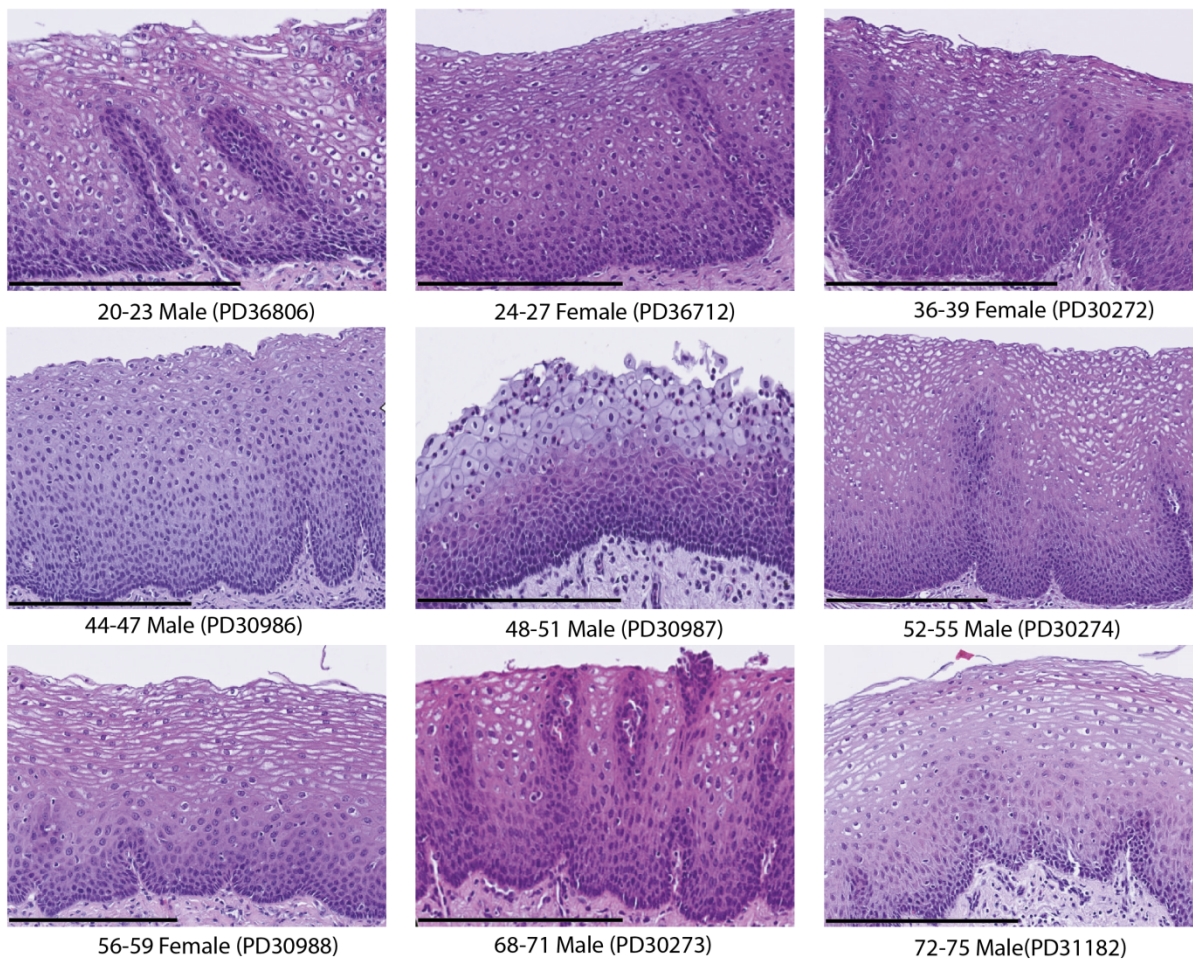 20-23 Male (PD36806)
24-27 Female (PD36712)
36-39 Female (PD30272)
44-47 Male (PD30986)
48-51 Male (PD30987)
52-55 Male (PD30274)
56-59 Female (PD30988)
68-71 Male (PD30273)
72-75 Male(PD31182)